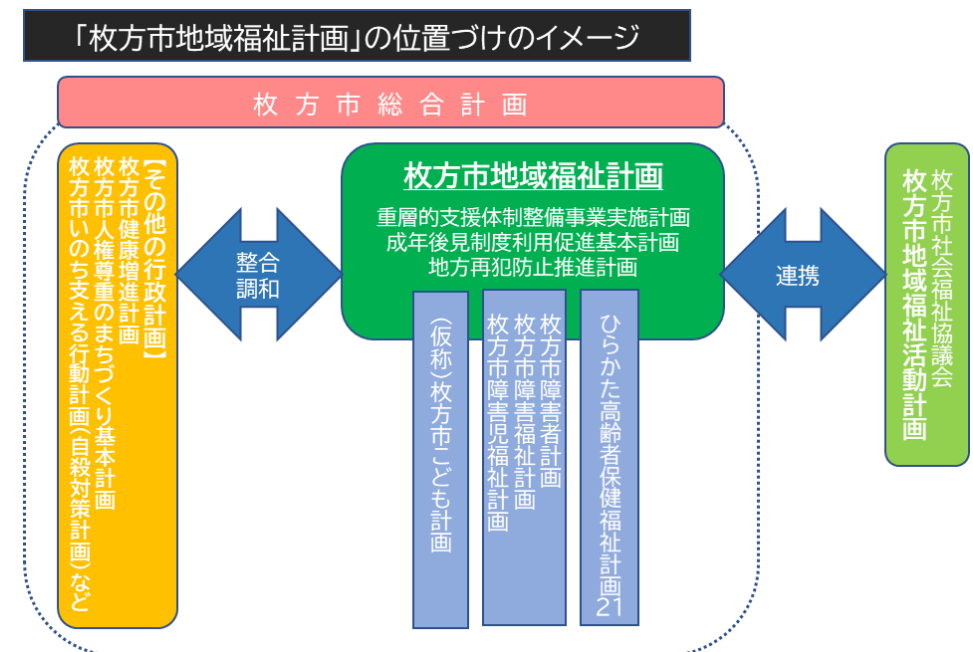 「枚方市地域福祉計画」の位置づけのイメージ
枚方市総合計画
【その他の行政計画】
枚方市健康増進計画
枚方市人権尊重のまちづくり基本計画
枚方市いのち支える行動計画(自殺対策計画)など
整合
調和
枚方市地域福祉計画
重層的支援体制整備事業実施計画
成年後見制度利用促進基本計画
地方再犯防止推進計画
ひらかた高齢者保健福祉計画21
枚方市障害者計画
枚方市障害福祉計画
枚方市障害児福祉計画
(仮称)枚方市こども計画
連携
枚方市社会福祉協議会
枚方市地域福祉活動計画